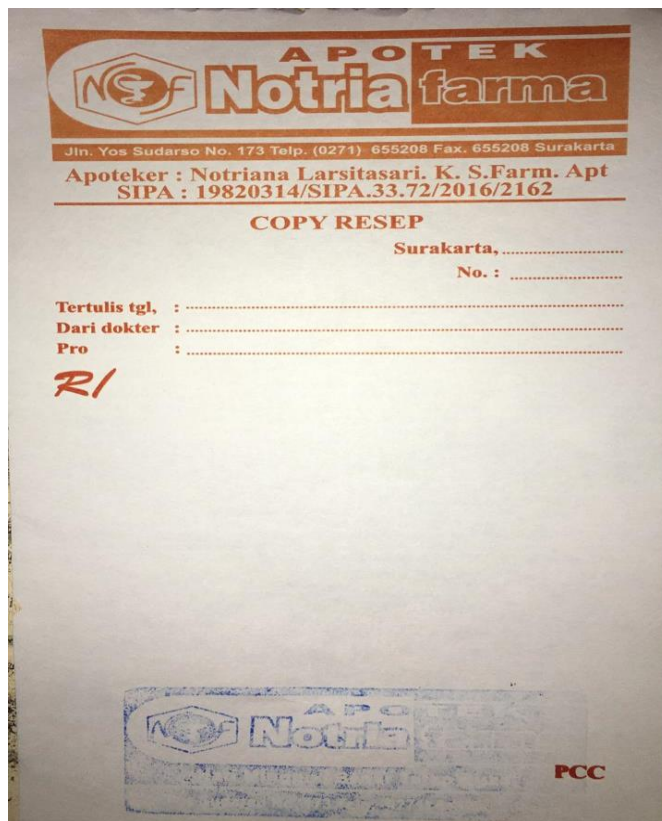 APOTEK
NSF Notria farma
Jln. Yos Sudarso No. 173 Telp. (0271) 655208 Fax. 655208 Surakarta
Apoteker : Notriana Larsitasari. K. S.Farm. Apt
SIPA : 19820314/SIPA.33.72/2016/2162
COPY RESEP
Surakarta, ........................
No. : ........................
Tertulis tgl, : ........................
Dari dokter : ........................
Pro : ........................
R/
APOTEK
Notria
PCC